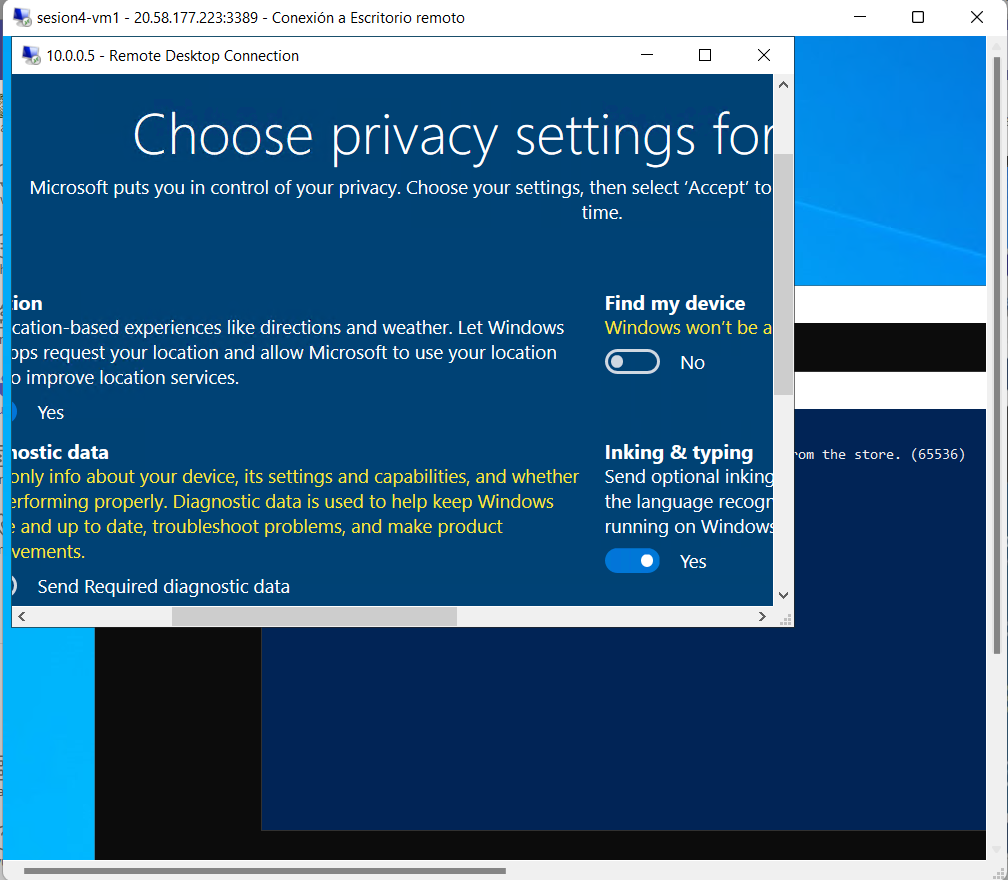 sesion4-vm1 - 20.58.177.223:3389 - Conexión a Escritorio remoto
10.0.0.5 - Remote Desktop Connection
Choose privacy settings for
Microsoft puts you in control of your privacy. Choose your settings, then select ‘Accept’ to
time.
tion
ocation-based experiences like directions and weather. Let Windows
pps request your location and allow Microsoft to use your location
o improve location services.
Yes
Find my device
Windows won’t be a
No
nostic data
only info about your device, its settings and capabilities, and whether
erforming properly. Diagnostic data is used to help keep Windows
e and up to date, troubleshoot problems, and make product
vements.
Send Required diagnostic data
Inking & typing
Send optional inking
the language recogn
running on Windows
Yes
rom the store. (65536)